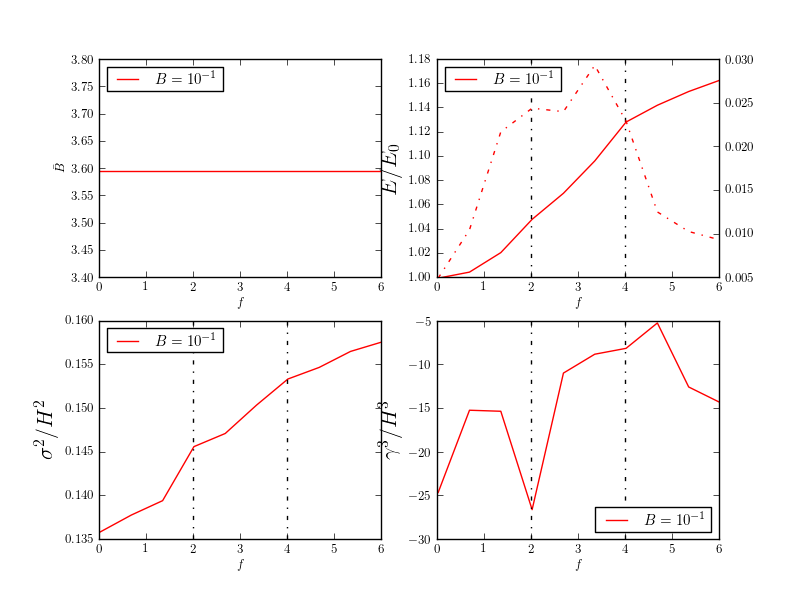 3.80
3.75
3.70
3.65
3.60
3.55
3.50
3.45
3.40
B̄
B = 10⁻¹
0 1 2 3 4 5 6
f
1.18
1.16
1.14
1.12
1.10
1.08
1.06
1.04
1.02
1.00
E/E₀
B = 10⁻¹
0.030
0.025
0.020
0.015
0.010
0.005
0 1 2 3 4 5 6
f
0.160
0.155
0.150
0.145
0.140
0.135
σ²/H²
B = 10⁻¹
0 1 2 3 4 5 6
f
−5
−10
−15
−20
−25
−30
γ³/H³
B = 10⁻¹
0 1 2 3 4 5 6
f